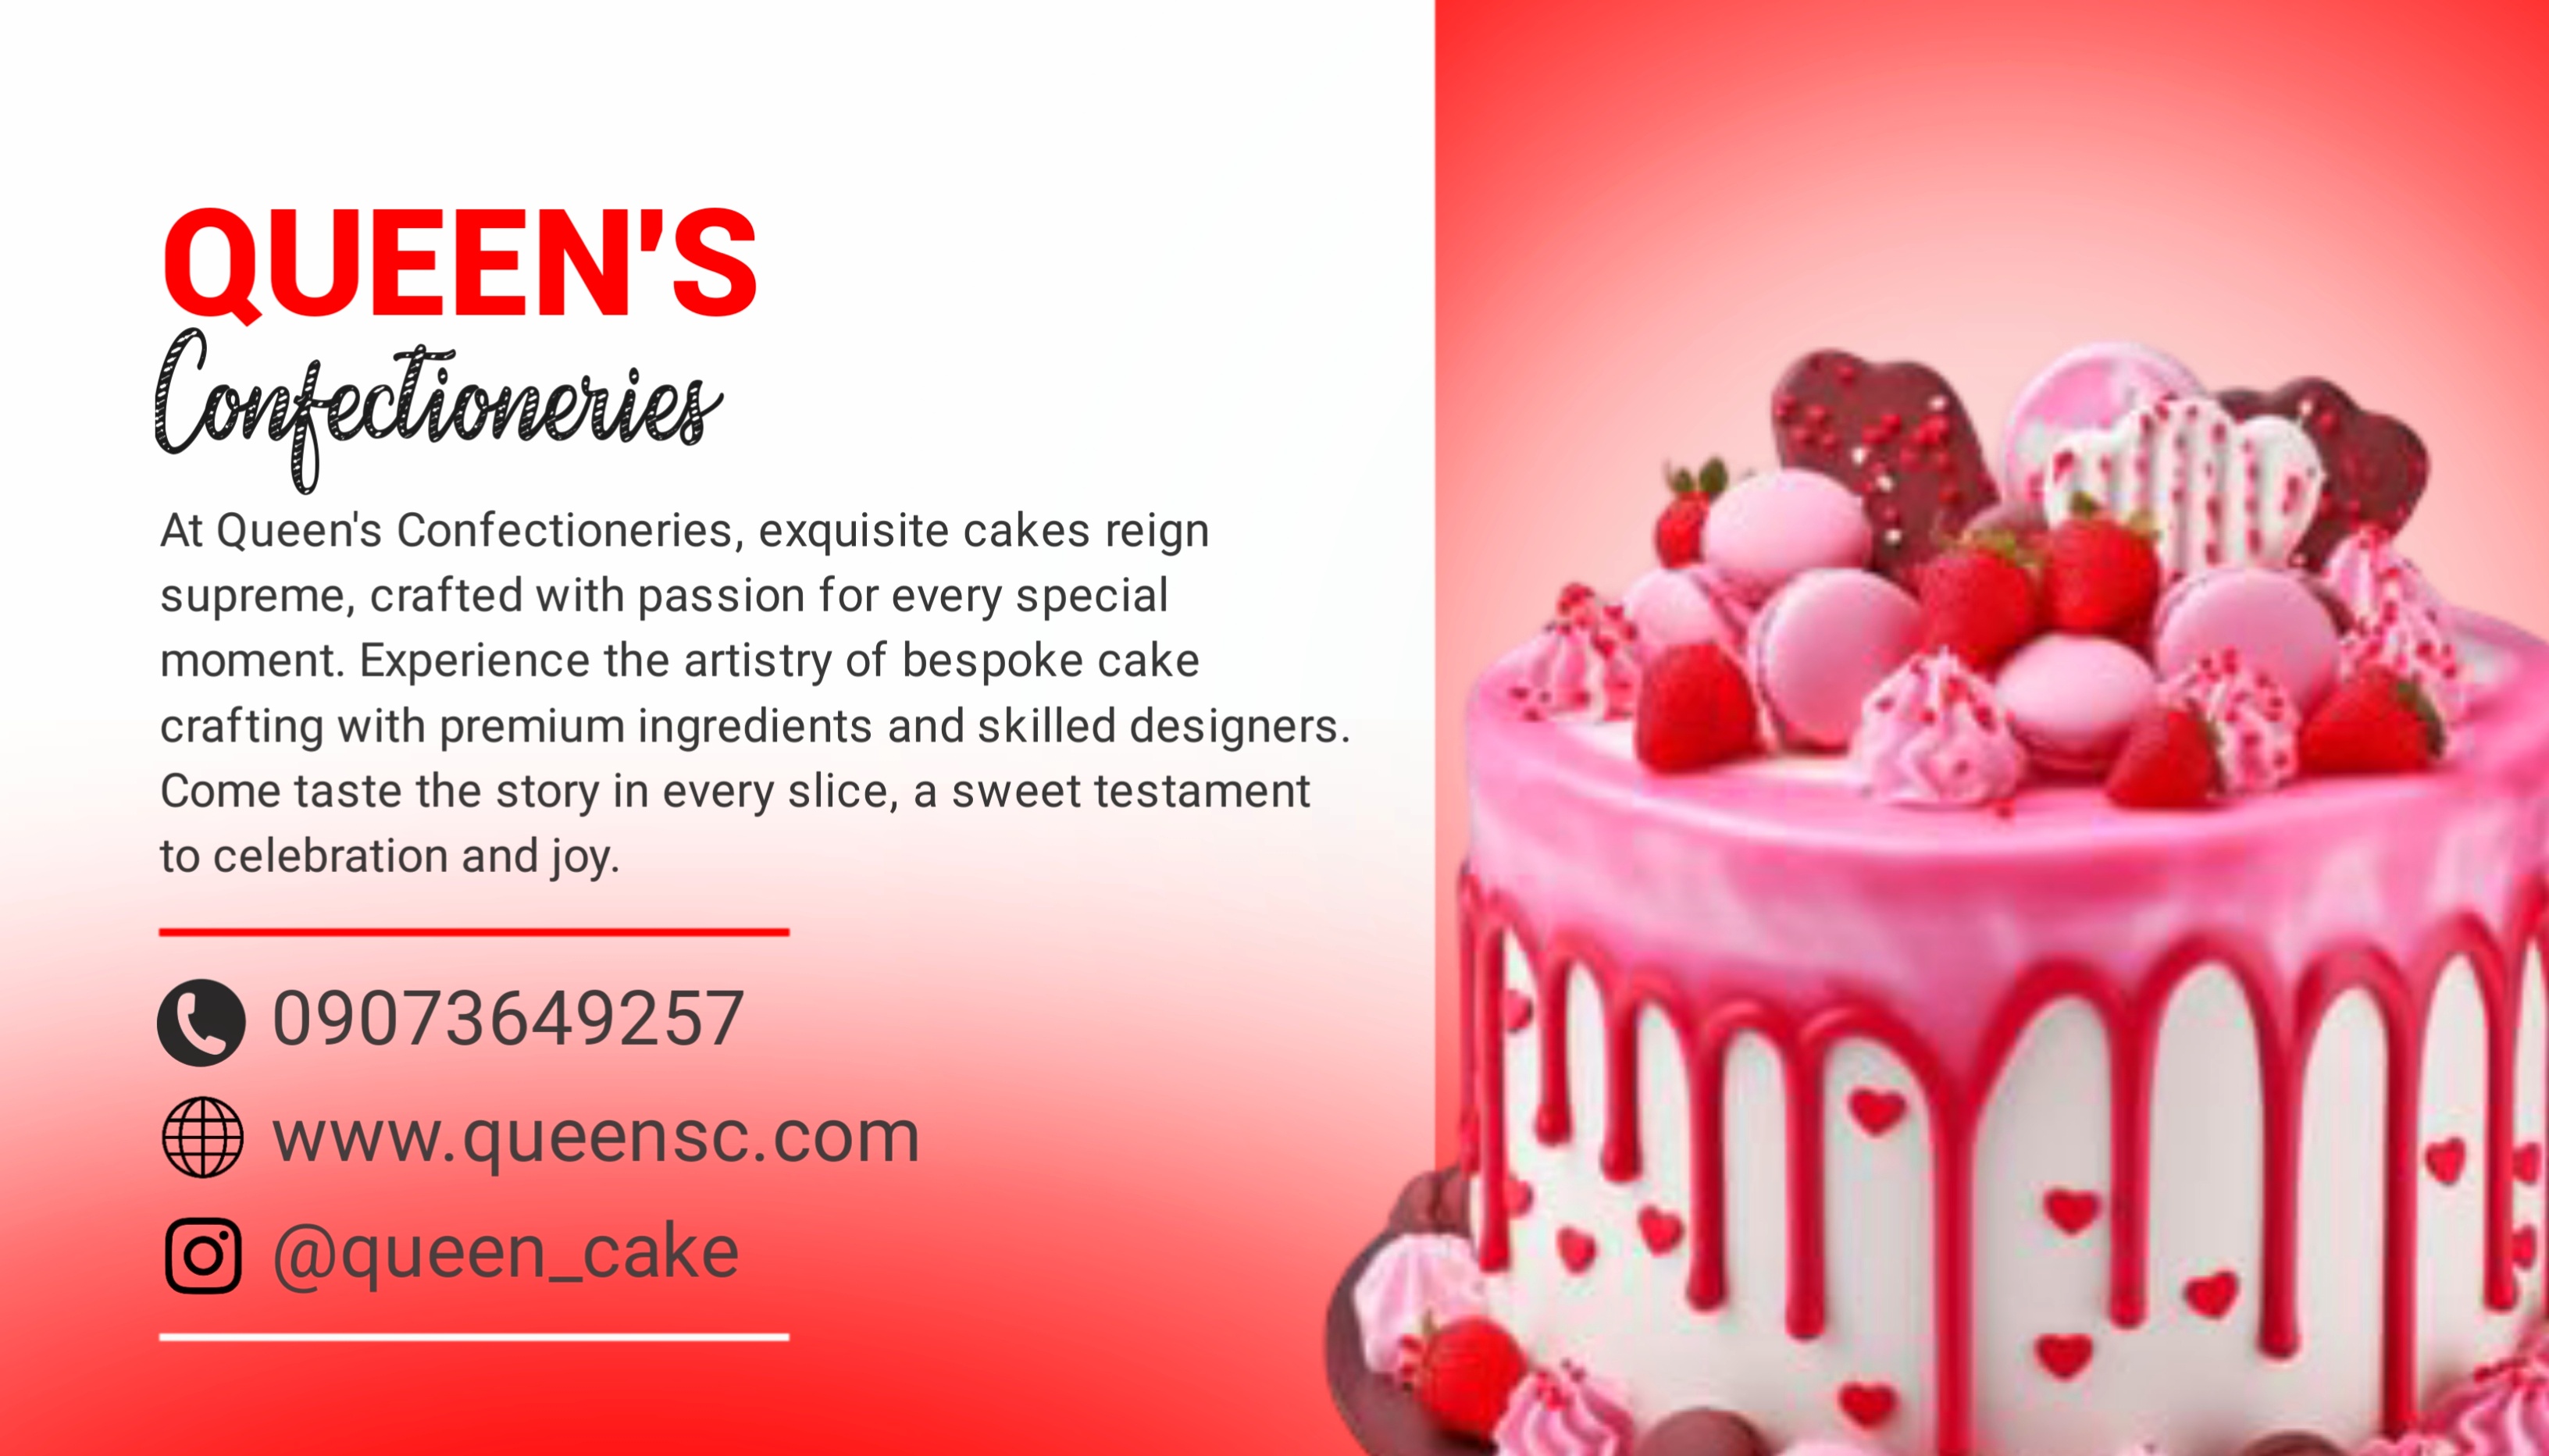 QUEEN'S
Confectioneries
At Queen's Confectioneries, exquisite cakes reign
supreme, crafted with passion for every special
moment. Experience the artistry of bespoke cake
crafting with premium ingredients and skilled designers.
Come taste the story in every slice, a sweet testament
to celebration and joy.
09073649257
www.queensc.com
@queen_cake